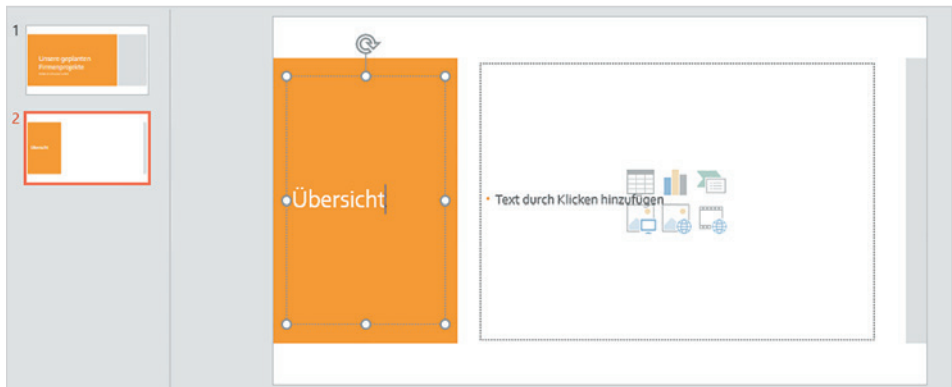 1
Unsere geplanten
Firmenprojekte
2
Übersicht
Übersicht
• Text durch Klicken hinzufügen